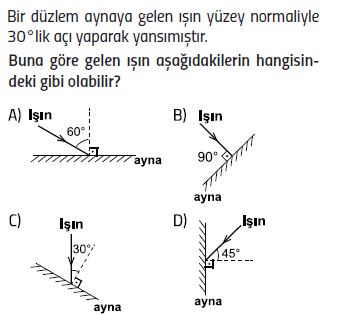 Bir düzlem aynaya gelen ışın yüzey normaliyle
30°lik açı yaparak yansımıştır.
Buna göre gelen ışın aşağıdakilerin hangisin-
deki gibi olabilir?
A) Işın
60°
ayna
B) Işın
90°
ayna
C) Işın
30°
ayna
D) Işın
45°
ayna